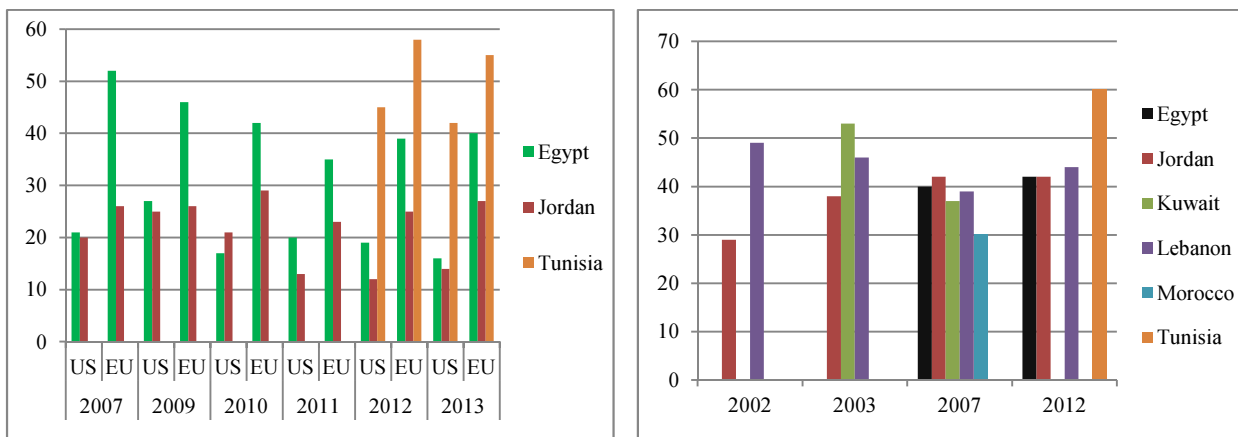 60
50
40
30
20
10
0
US EU US EU US EU US EU US EU US EU
2007 2009 2010 2011 2012 2013
Egypt
Jordan
Tunisia
70
60
50
40
30
20
10
0
2002 2003 2007 2012
Egypt
Jordan
Kuwait
Lebanon
Morocco
Tunisia